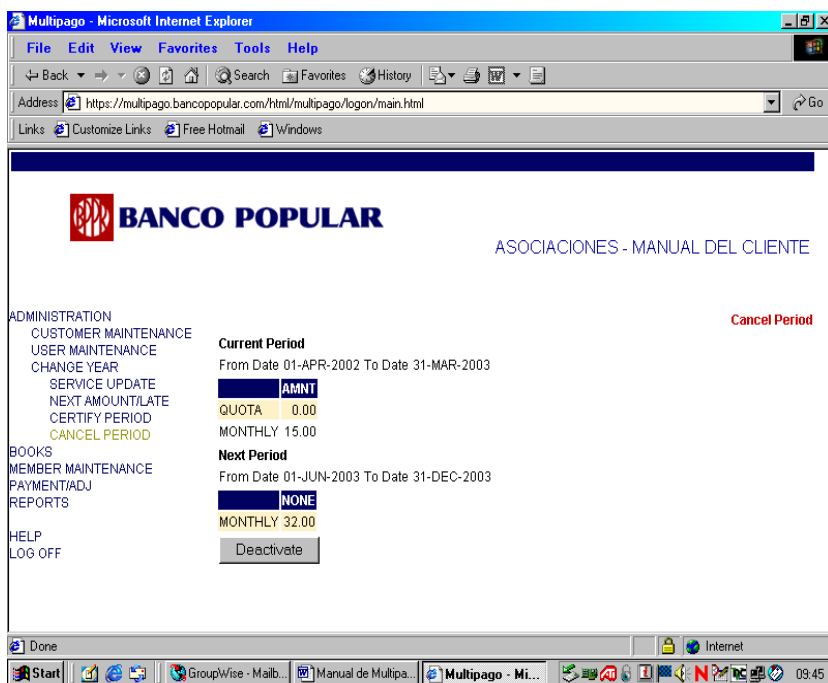 Multipago - Microsoft Internet Explorer
File Edit View Favorites Tools Help
Back Search Favorites History
Address https://multipago.bancopopular.com/html/multipago/logon/main.html Go
Links Customize Links Free Hotmail Windows
BANCO POPULAR
ASOCIACIONES - MANUAL DEL CLIENTE
Cancel Period
ADMINISTRATION
CUSTOMER MAINTENANCE
USER MAINTENANCE
CHANGE YEAR
SERVICE UPDATE
NEXT AMOUNT/LATE
CERTIFY PERIOD
CANCEL PERIOD
BOOKS
MEMBER MAINTENANCE
PAYMENT/ADJ
REPORTS
HELP
LOG OFF
Current Period
From Date 01-APR-2002 To Date 31-MAR-2003
AMNT
QUOTA 0.00
MONTHLY 15.00
Next Period
From Date 01-JUN-2003 To Date 31-DEC-2003
NONE
MONTHLY 32.00
Deactivate
Done Internet
Start GroupWise - Mailb... Manual de Multipa... Multipago - Mi... 09:45